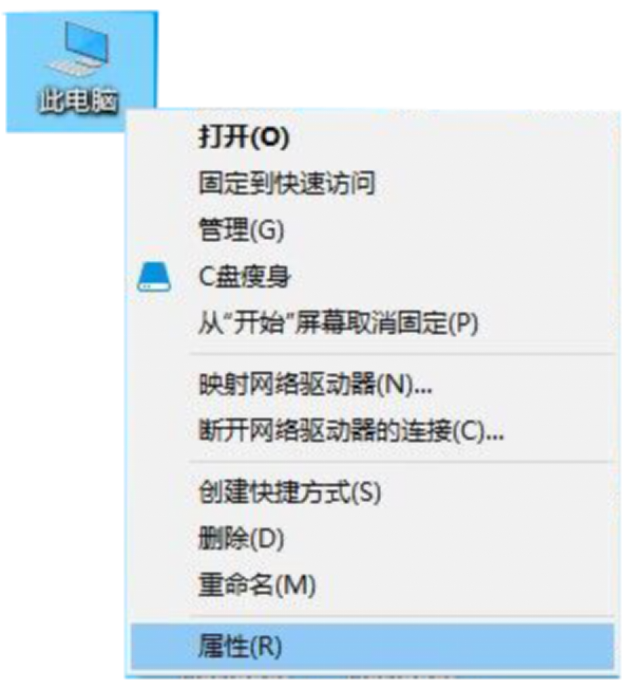 此电脑
打开(O)
固定到快速访问
管理(G)
C盘瘦身
从“开始”屏幕取消固定(P)
映射网络驱动器(N)...
断开网络驱动器的连接(C)...
创建快捷方式(S)
删除(D)
重命名(M)
属性(R)